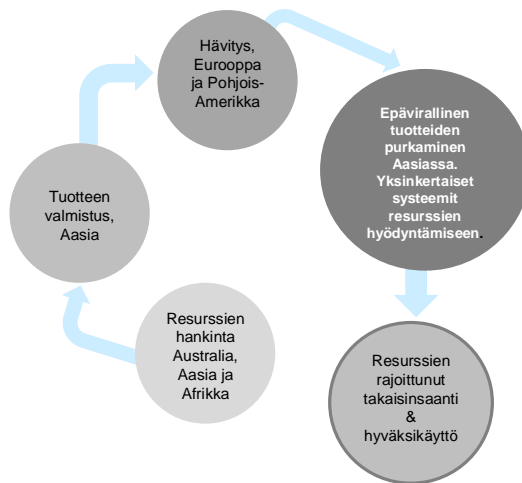 Hävitys,
Eurooppa
ja Pohjois-
Amerikka
Epävirallinen
tuotteiden
purkaminen
Aasiassa.
Yksinkertaiset
systeemit
resurssien
hyödyntämiseen.
Tuotteen
valmistus,
Aasia
Resurssien
hankinta
Australia,
Aasia ja
Afrikka
Resurssien
rajoittunut
takaisinsaanti
&
hyväksikäyttö